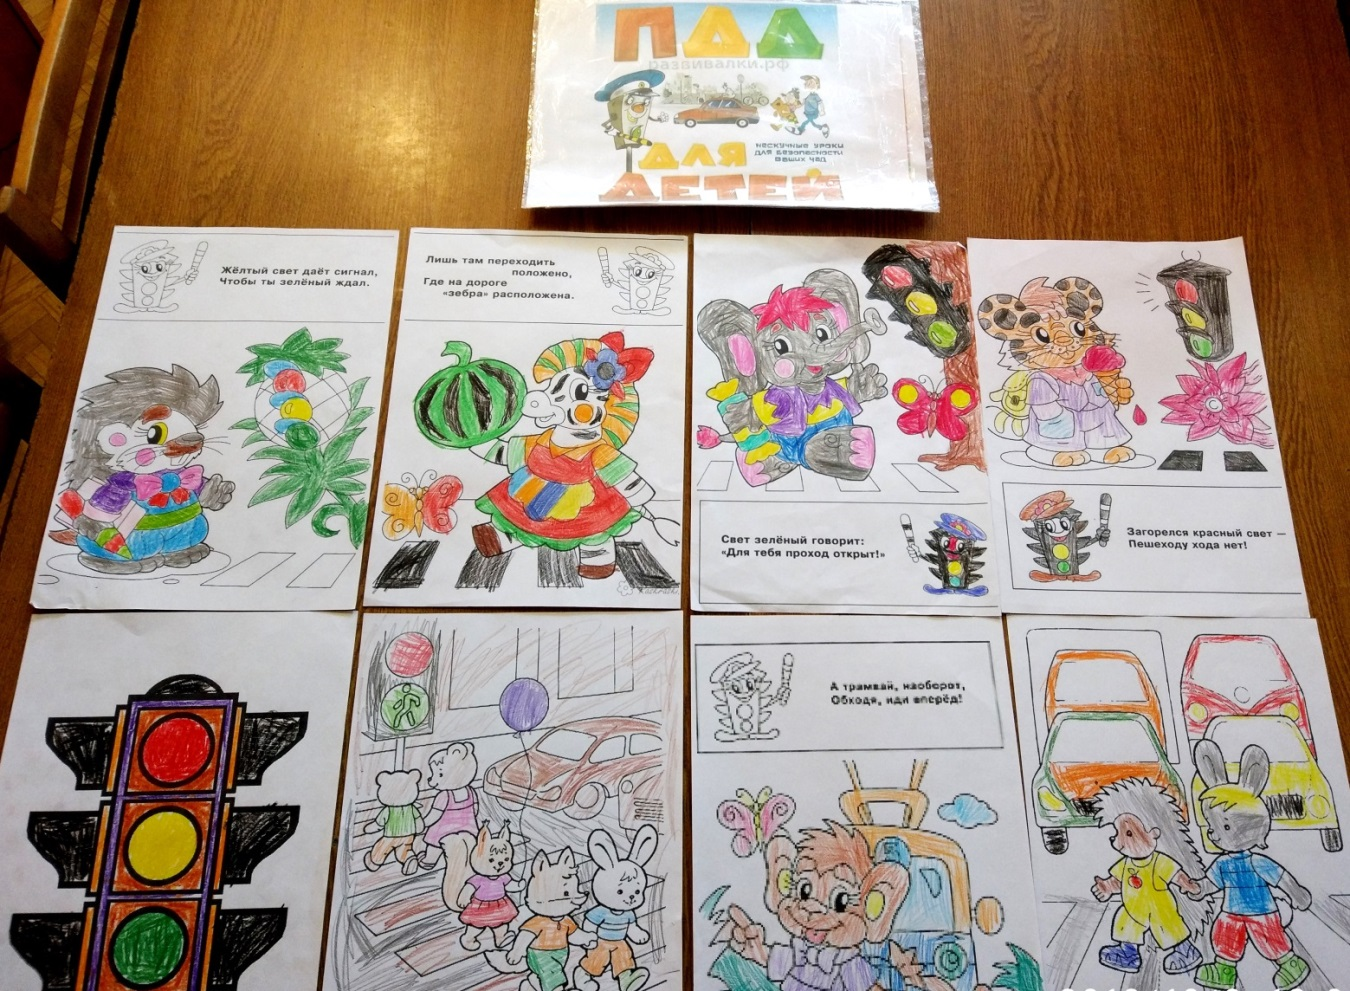 ПДД
развивалки.рф
ДЛЯ
нескучные уроки
для безопасности
ваших чад
ДЕТЕЙ
Жёлтый свет даёт сигнал,
Чтобы ты зелёный ждал.
Лишь там переходить
положено,
Где на дороге
«зебра» расположена.
Свет зелёный говорит:
«Для тебя проход открыт!»
Загорелся красный свет —
Пешеходу хода нет!
А трамвай, наоборот,
Обходя, иди вперёд!